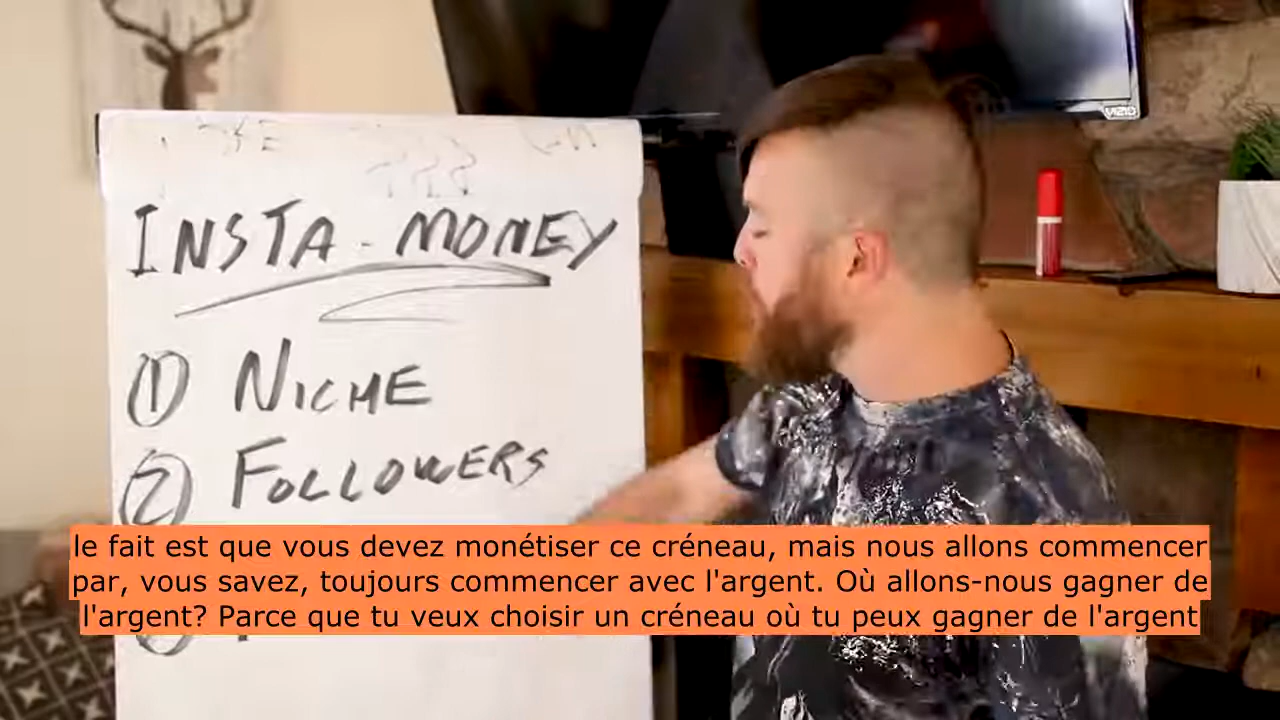 VIZIO
INSTA-MONEY
① NICHE
② FOLLOWERS
le fait est que vous devez monétiser ce créneau, mais nous allons commencer
par, vous savez, toujours commencer avec l'argent. Où allons-nous gagner de
l'argent? Parce que tu veux choisir un créneau où tu peux gagner de l'argent